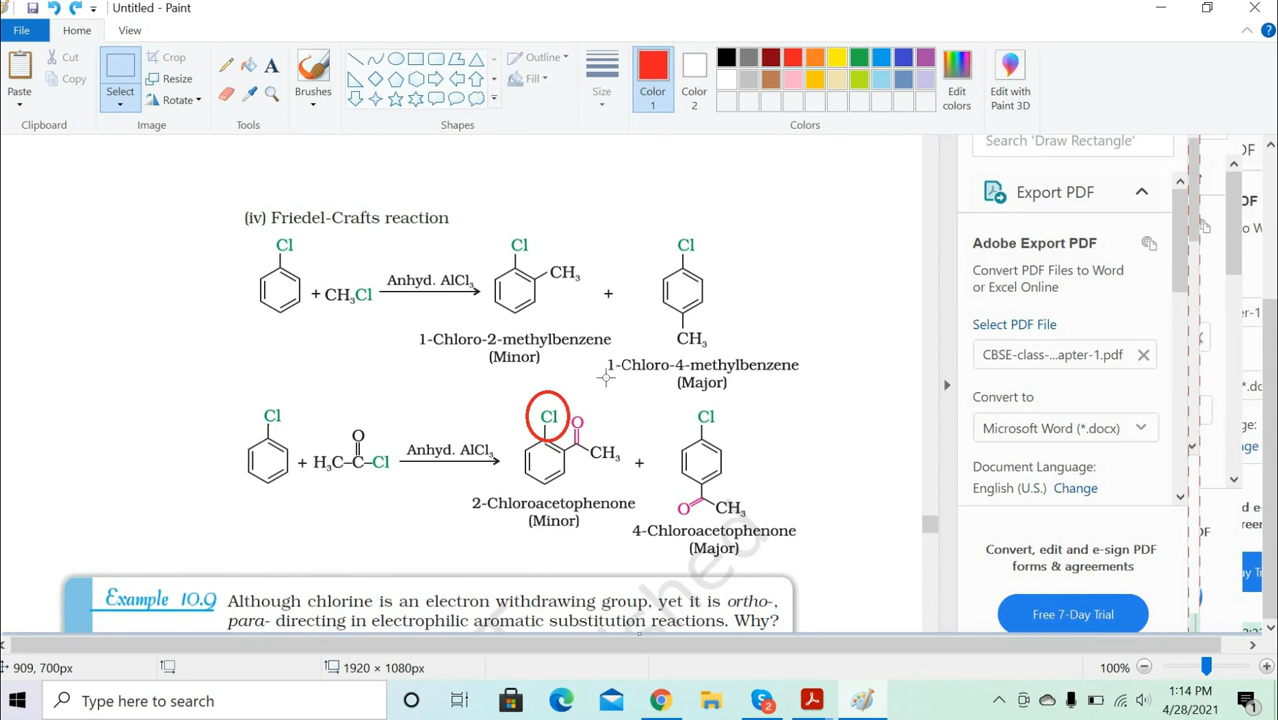 Untitled - Paint
File
Home
View
Cut
Copy
Paste
Clipboard
Crop
Resize
Rotate
Select
Image
Tools
Brushes
Outline
Fill
Shapes
Size
Color 1
Color 2
Edit colors
Edit with Paint 3D
Colors
(iv) Friedel-Crafts reaction
Cl
+ CH₃Cl
Anhyd. AlCl₃
Cl
CH₃
+
Cl
CH₃
1-Chloro-2-methylbenzene
(Minor)
1-Chloro-4-methylbenzene
(Major)
Cl
+ H₃C–C–Cl
O
Anhyd. AlCl₃
Cl
O
CH₃
+
Cl
O
CH₃
2-Chloroacetophenone
(Minor)
4-Chloroacetophenone
(Major)
Example 10.9
Although chlorine is an electron withdrawing group, yet it is ortho-,
para- directing in electrophilic aromatic substitution reactions. Why?
Search 'Draw Rectangle'
Export PDF
Adobe Export PDF
Convert PDF Files to Word
or Excel Online
Select PDF File
CBSE-class-...apter-1.pdf
Convert to
Microsoft Word (*.docx)
Document Language:
English (U.S.) Change
Convert, edit and e-sign PDF
forms & agreements
Free 7-Day Trial
909, 700px
1920 × 1080px
100%
Type here to search
2
1:14 PM
4/28/2021
1